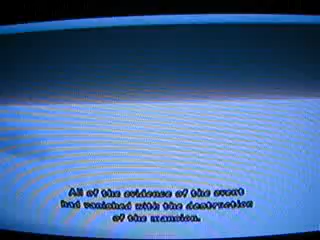 All of the evidence of the event
had vanished with the destruction
of the mansion.